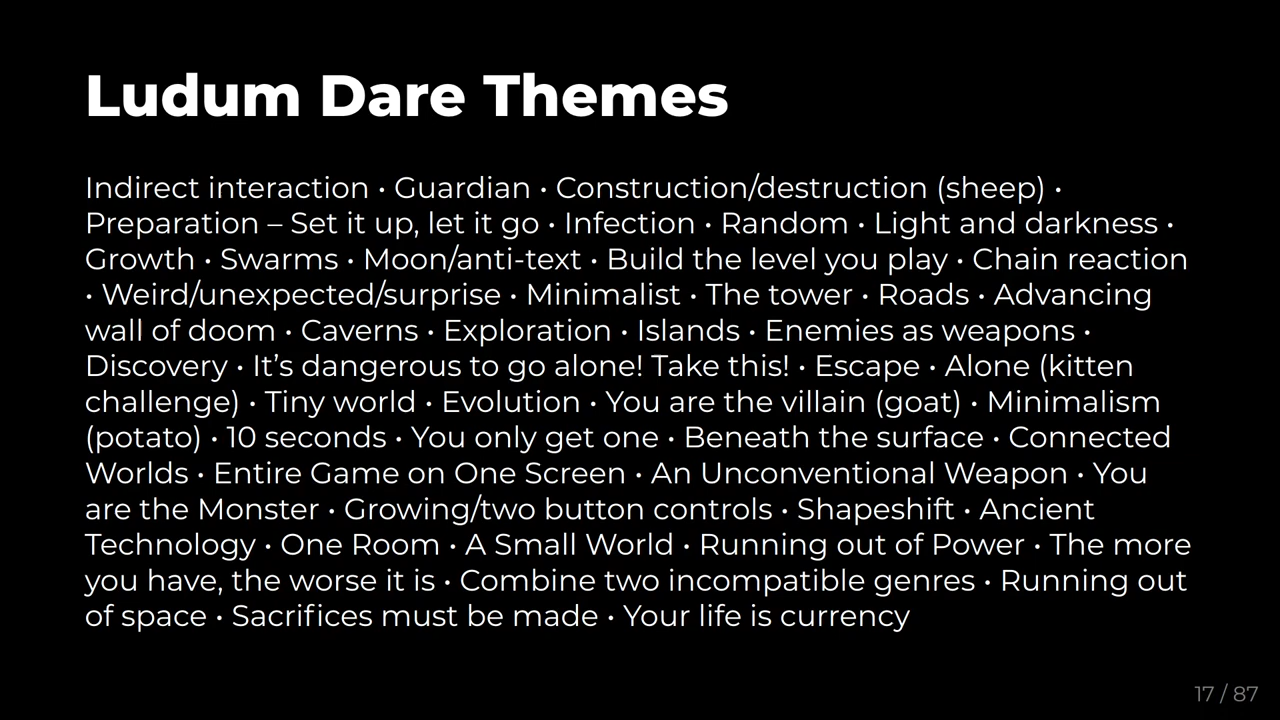 Ludum Dare Themes
Indirect interaction • Guardian • Construction/destruction (sheep) •
Preparation – Set it up, let it go • Infection • Random • Light and darkness •
Growth • Swarms • Moon/anti-text • Build the level you play • Chain reaction
• Weird/unexpected/surprise • Minimalist • The tower • Roads • Advancing
wall of doom • Caverns • Exploration • Islands • Enemies as weapons •
Discovery • It’s dangerous to go alone! Take this! • Escape • Alone (kitten
challenge) • Tiny world • Evolution • You are the villain (goat) • Minimalism
(potato) • 10 seconds • You only get one • Beneath the surface • Connected
Worlds • Entire Game on One Screen • An Unconventional Weapon • You
are the Monster • Growing/two button controls • Shapeshift • Ancient
Technology • One Room • A Small World • Running out of Power • The more
you have, the worse it is • Combine two incompatible genres • Running out
of space • Sacrifices must be made • Your life is currency
17 / 87